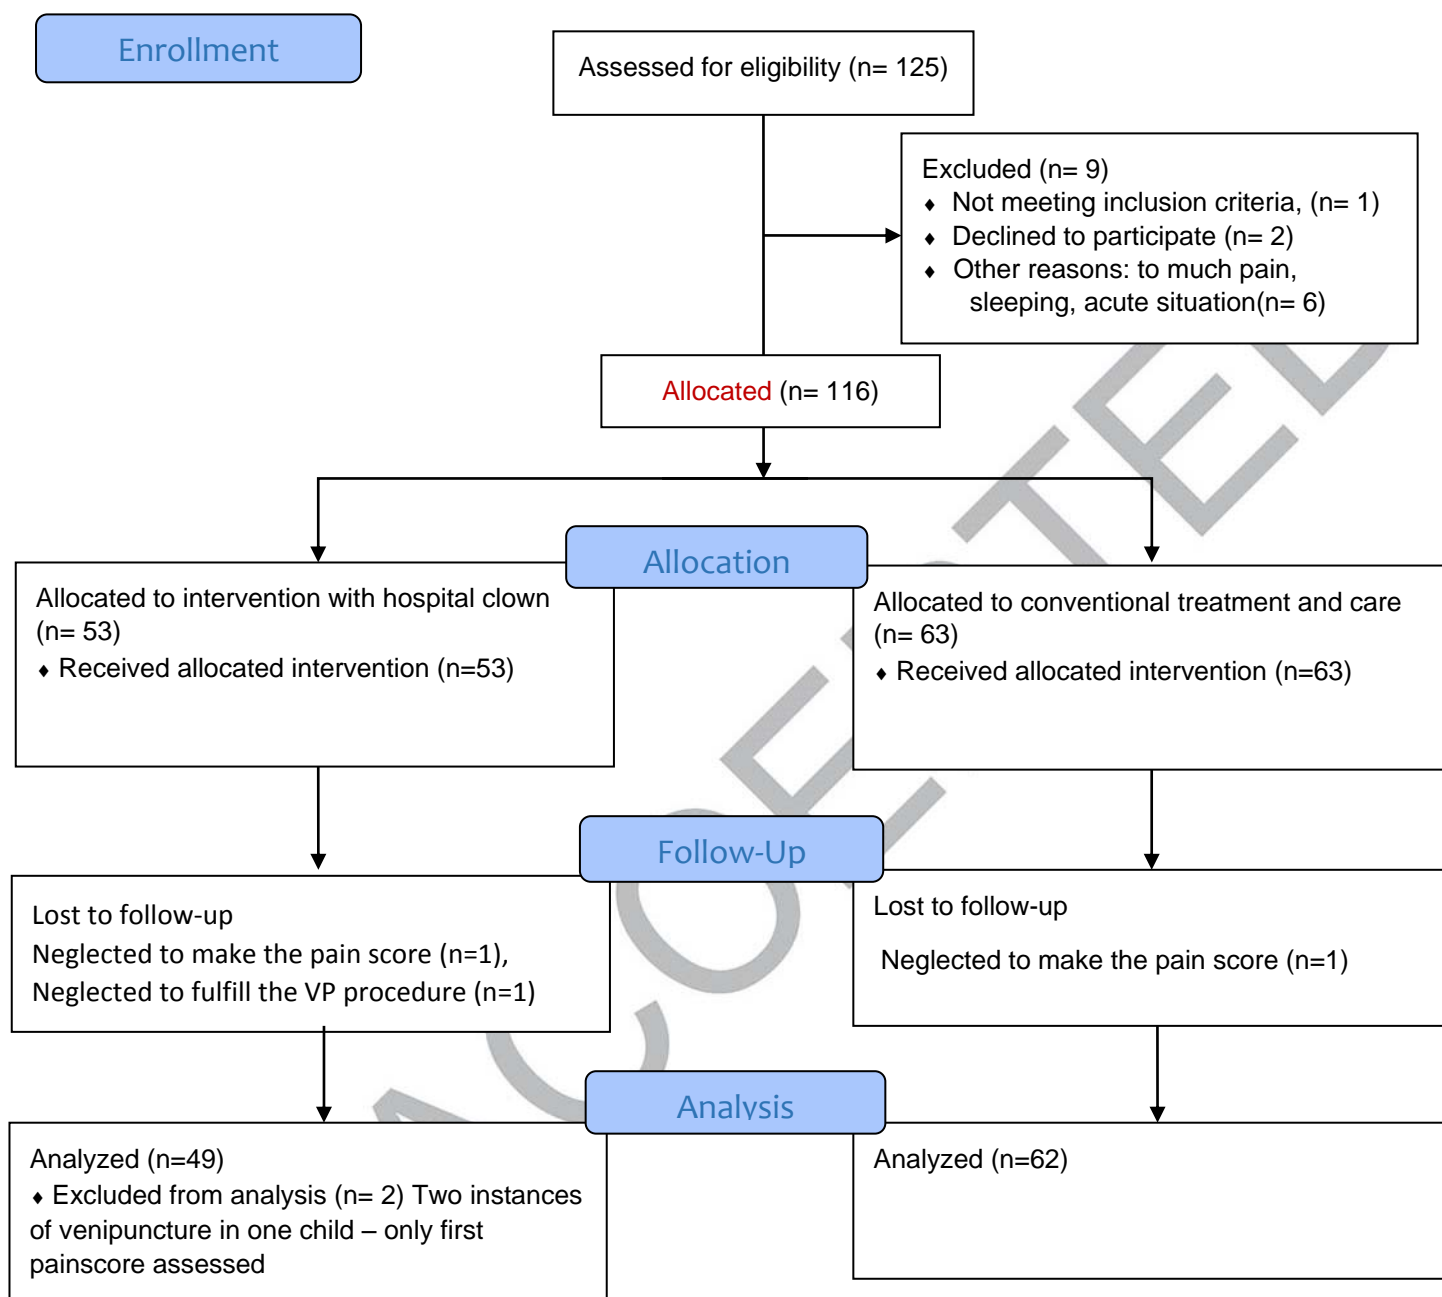 Enrollment
Assessed for eligibility (n= 125)
Excluded (n= 9)
♦ Not meeting inclusion criteria, (n= 1)
♦ Declined to participate (n= 2)
♦ Other reasons: to much pain,
sleeping, acute situation(n= 6)
Allocated (n= 116)
Allocation
Allocated to intervention with hospital clown
(n= 53)
♦ Received allocated intervention (n=53)
Allocated to conventional treatment and care
(n= 63)
♦ Received allocated intervention (n=63)
Follow-Up
Lost to follow-up
Neglected to make the pain score (n=1),
Neglected to fulfill the VP procedure (n=1)
Lost to follow-up
Neglected to make the pain score (n=1)
Analysis
Analyzed (n=49)
♦ Excluded from analysis (n= 2) Two instances
of venipuncture in one child – only first
painscore assessed
Analyzed (n=62)